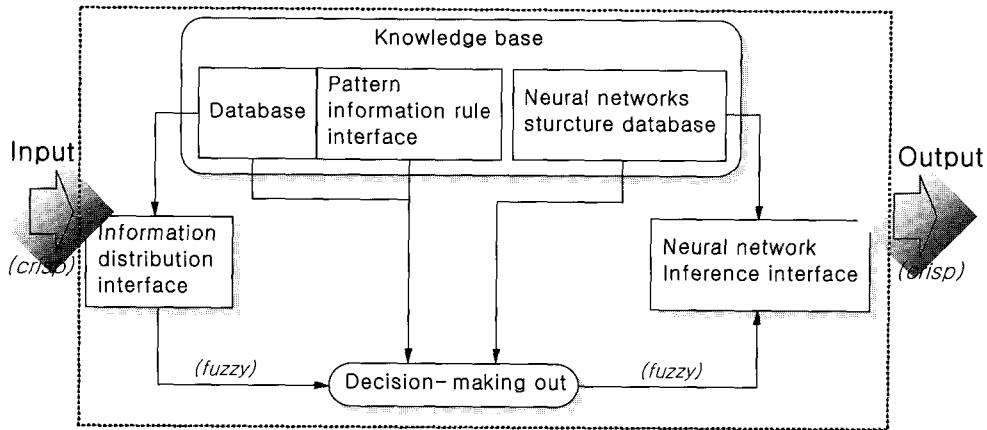 Knowledge base
Database
Pattern
information rule
interface
Neural networks
sturcture database
Input
(crisp)
Output
(crisp)
Information
distribution
interface
Neural network
Inference interface
(fuzzy)
Decision-making out
(fuzzy)